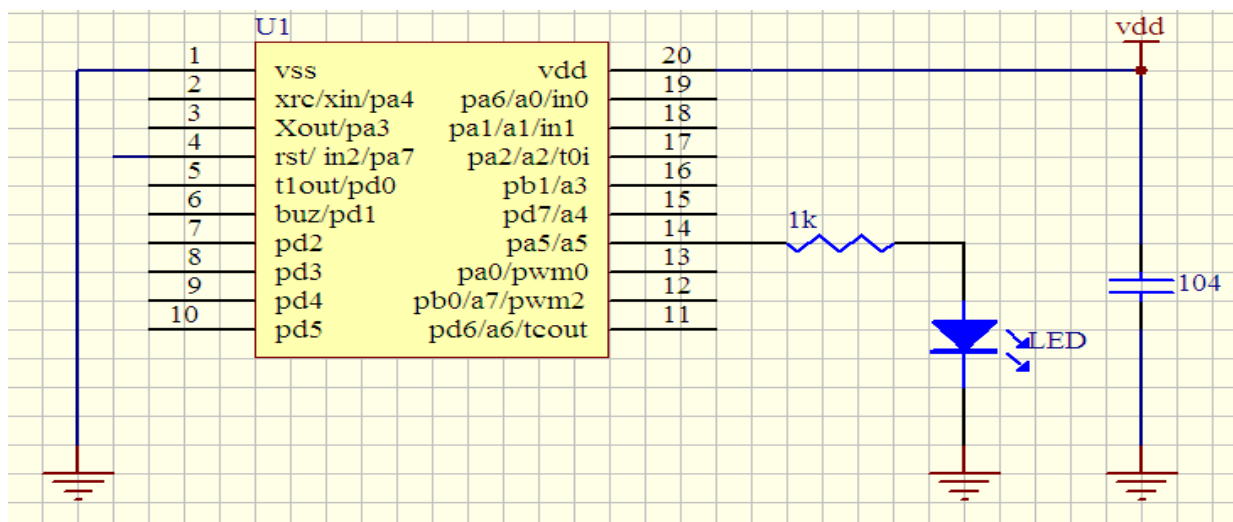 U1
vdd
1 vss vdd 20
2 xrc/xin/pa4 pa6/a0/in0 19
3 Xout/pa3 pa1/a1/in1 18
4 rst/ in2/pa7 pa2/a2/t0i 17
5 t1out/pd0 pb1/a3 16
6 buz/pd1 pd7/a4 15
7 pd2 pa5/a5 14
1k
8 pd3 pa0/pwm0 13
9 pd4 pb0/a7/pwm2 12
10 pd5 pd6/a6/tcout 11
104
LED